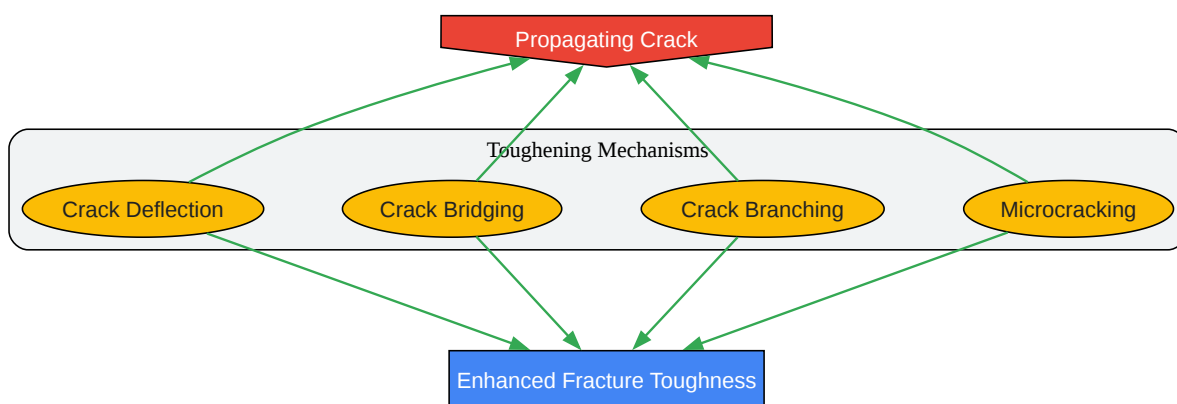 Propagating Crack
Toughening Mechanisms
Crack Deflection
Crack Bridging
Crack Branching
Microcracking
Enhanced Fracture Toughness